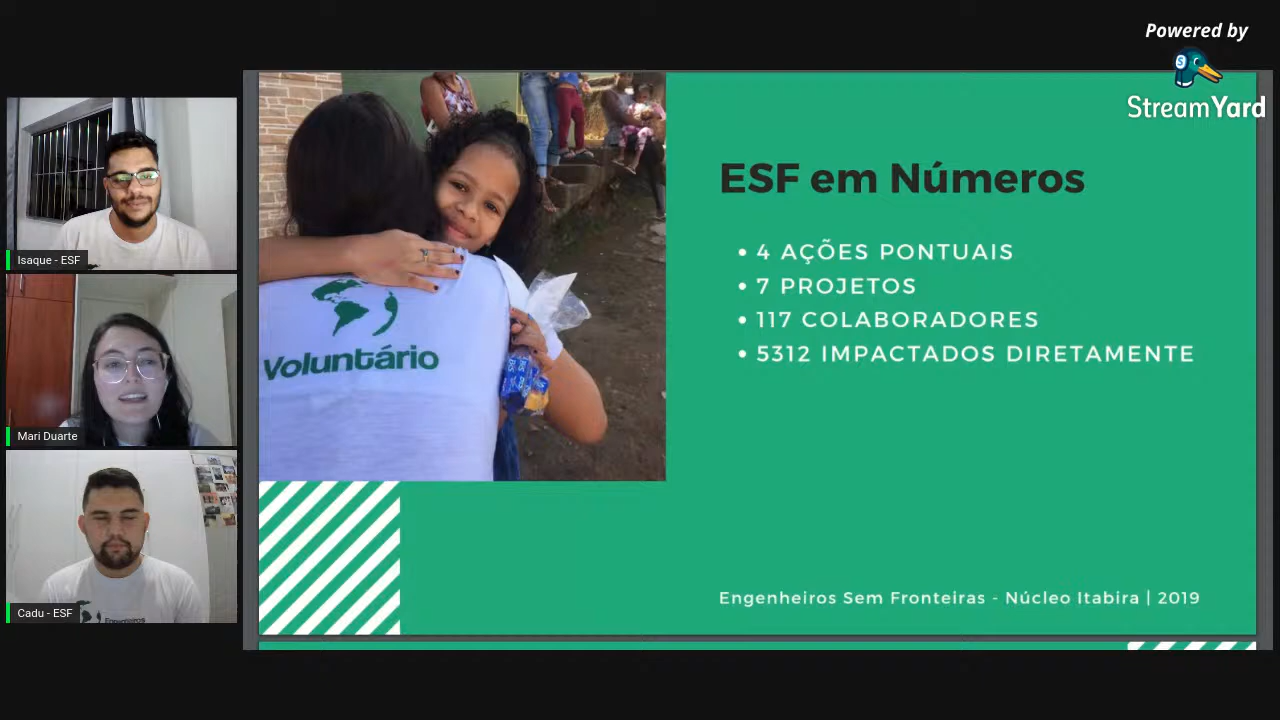 Powered by
StreamYard
Isaque - ESF
Mari Duarte
Cadu - ESF
Engenheiros
Voluntário
ESF em Números
• 4 AÇÕES PONTUAIS
• 7 PROJETOS
• 117 COLABORADORES
• 5312 IMPACTADOS DIRETAMENTE
Engenheiros Sem Fronteiras - Núcleo Itabira | 2019